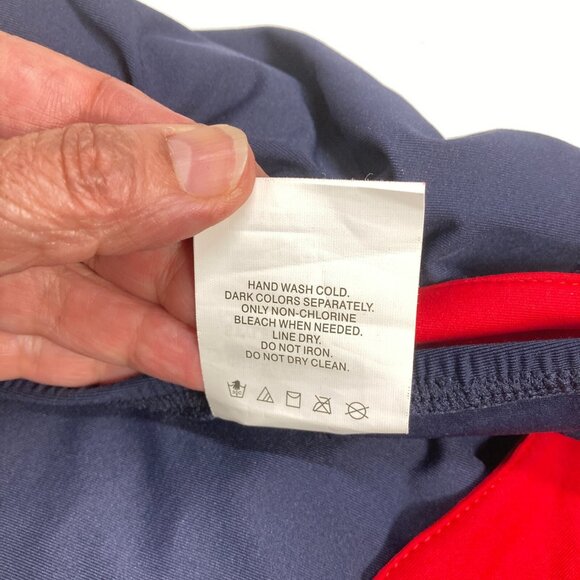 HAND WASH COLD.
DARK COLORS SEPARATELY.
ONLY NON-CHLORINE
BLEACH WHEN NEEDED.
LINE DRY.
DO NOT IRON.
DO NOT DRY CLEAN.